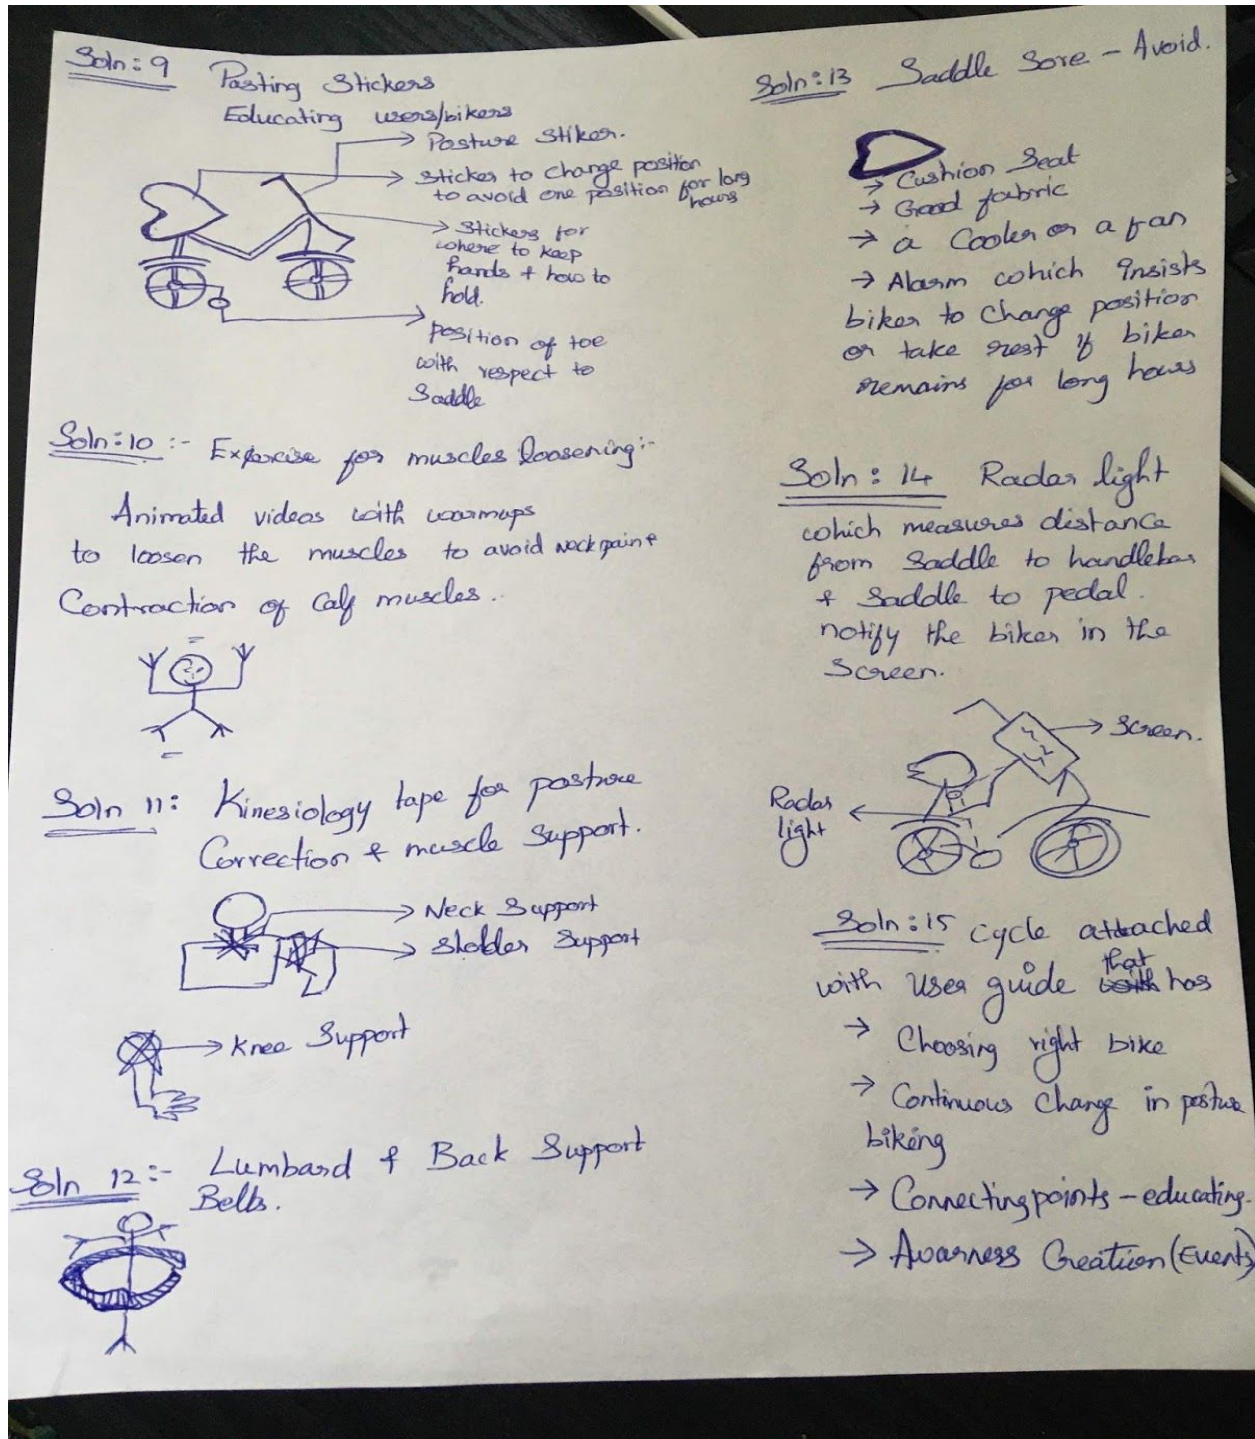 Soln: 9 Pasting Stickers
Educating users/bikers
Posture Stiker.
Sticker to change position
to avoid one position for long
hours
Stickers for
where to keep
hands & how to
hold.
position of toe
with respect to
Saddle
Soln: 10 :- Exercise for muscles loosening:-
Animated videos with warmups
to loosen the muscles to avoid Neck pain &
Contraction of Calf muscles.
Soln 11: Kinesiology tape for posture
Correction & muscle Support.
Neck Support
Sholder Support
Knee Support
Soln 12:- Lumbard & Back Support
Belts.
Soln: 13 Saddle Sore - Avoid.
→ Cushion Seat
→ Good fabric
→ a Cooler or a fan
→ Alarm which insists
biker to Change position
or take rest if biker
remains for long hours
Soln: 14 Radar light
which measures distance
from Saddle to handlebar
& Saddle to pedal.
notify the biker in the
Screen.
Screen.
Radar
light
Soln: 15 cycle attached
with user guide that has
→ Choosing right bike
→ Continuous Change in posture
biking
→ Connecting points - educating.
→ Avarness Creation (Events)